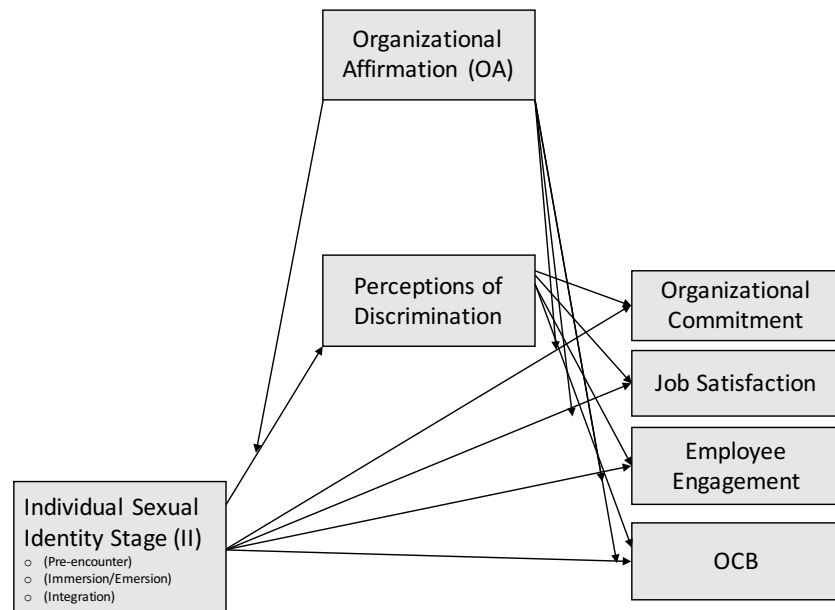 Organizational
Affirmation (OA)
Perceptions of
Discrimination
Organizational
Commitment
Job Satisfaction
Employee
Engagement
Individual Sexual
Identity Stage (II)
o (Pre-encounter)
o (Immersion/Emersion)
o (Integration)
OCB